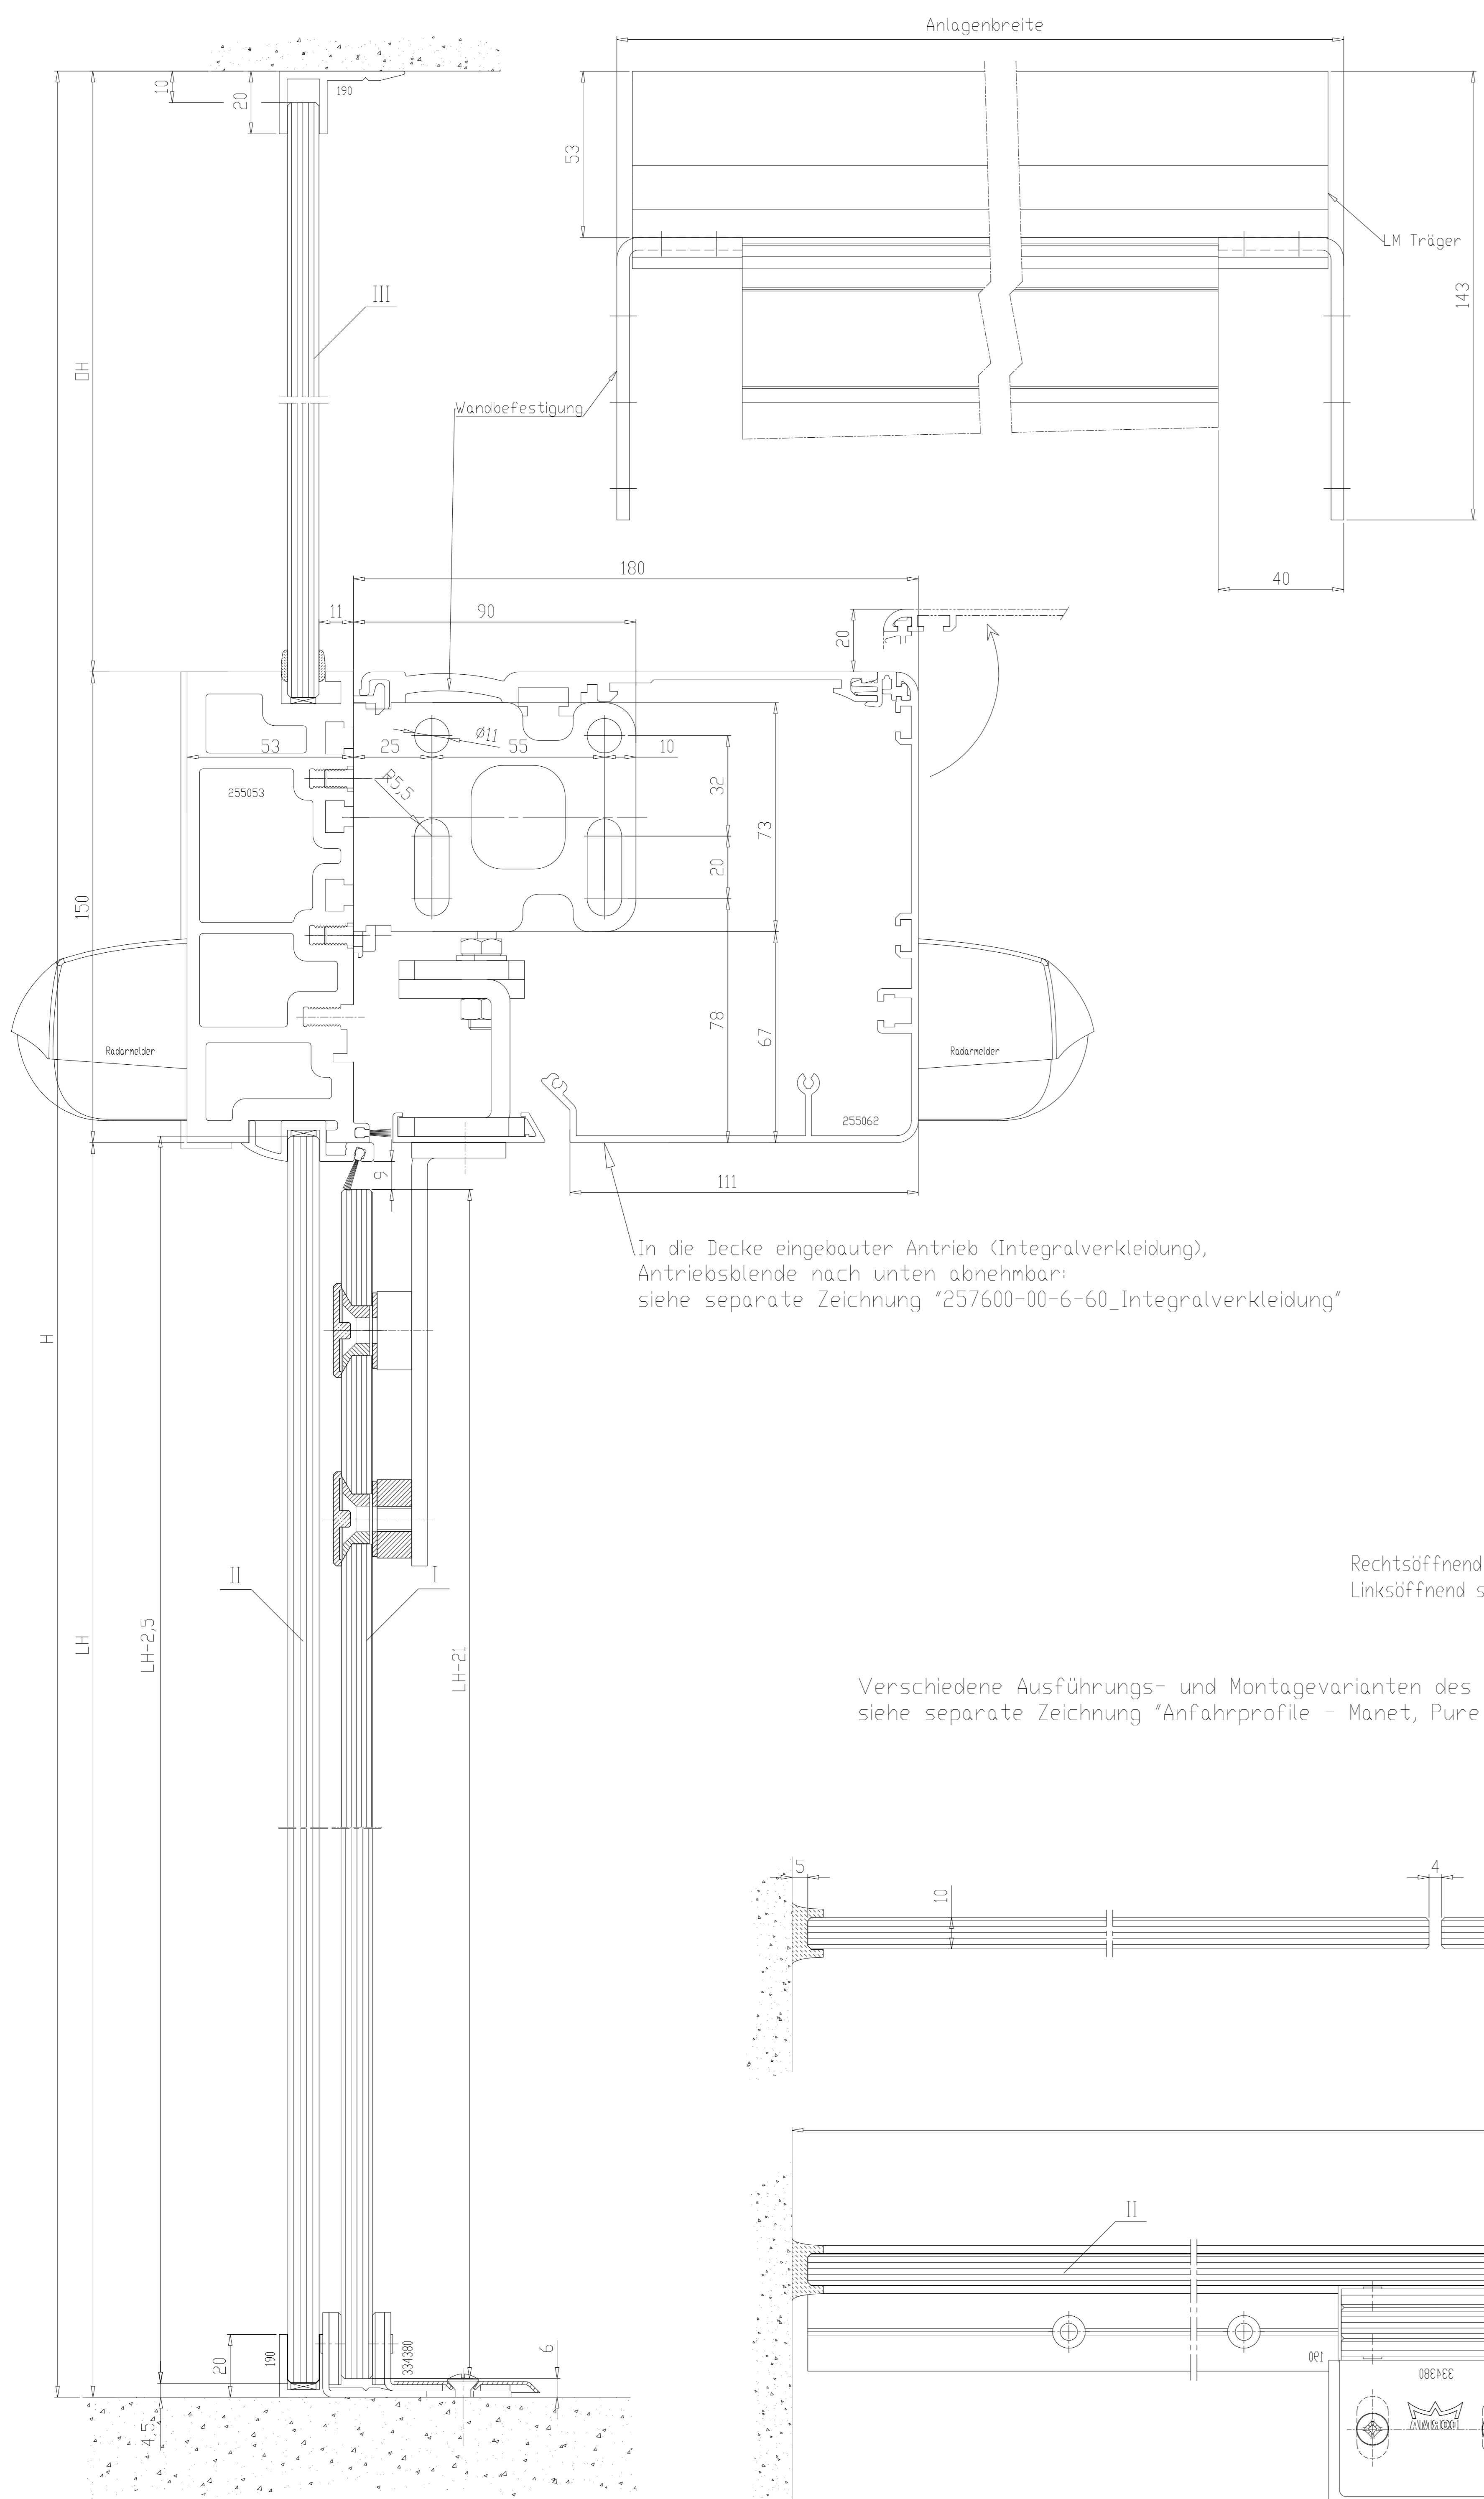 Anlagenbreite
10
20
190
53
LM Träger
143
III
OH
Wandbefestigung
180
40
11
90
20
Ø11
53
25
55
10
R5,5
255053
32
73
20
150
78
67
Radarmelder
Radarmelder
255062
9
111
In die Decke eingebauter Antrieb (Integralverkleidung),
Antriebsblende nach unten abnehmbar:
siehe separate Zeichnung "257600-00-6-60_Integralverkleidung"
H
II
I
Rechtsöffnend
Linksöffnend s
LH
LH-2,5
LH-21
Verschiedene Ausführungs- und Montagevarianten des
siehe separate Zeichnung "Anfahrprofile - Manet, Pure
5
10
4
II
20
190
334380
6
190
334380
4,5
DORMA